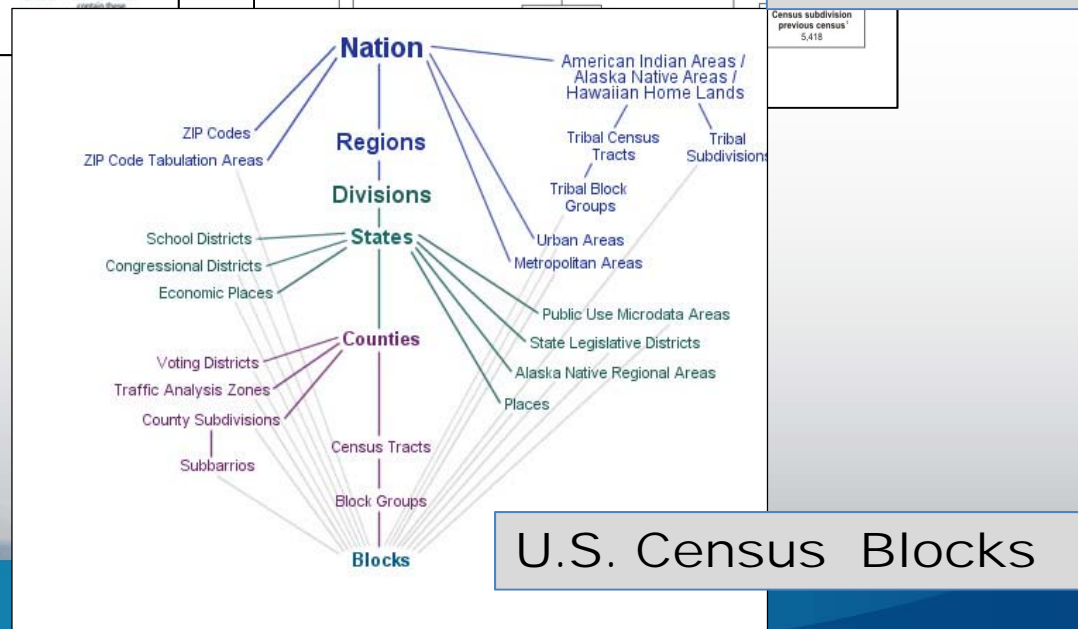 contain these
Census subdivision
previous census¹
5,418
Nation
American Indian Areas /
Alaska Native Areas /
Hawaiian Home Lands
ZIP Codes
ZIP Code Tabulation Areas
Regions
Tribal Census
Tracts
Tribal
Subdivisions
Divisions
Tribal Block
Groups
School Districts
States
Urban Areas
Congressional Districts
Metropolitan Areas
Economic Places
Public Use Microdata Areas
Counties
State Legislative Districts
Voting Districts
Alaska Native Regional Areas
Traffic Analysis Zones
Places
County Subdivisions
Census Tracts
Subbarrios
Block Groups
Blocks
U.S. Census Blocks